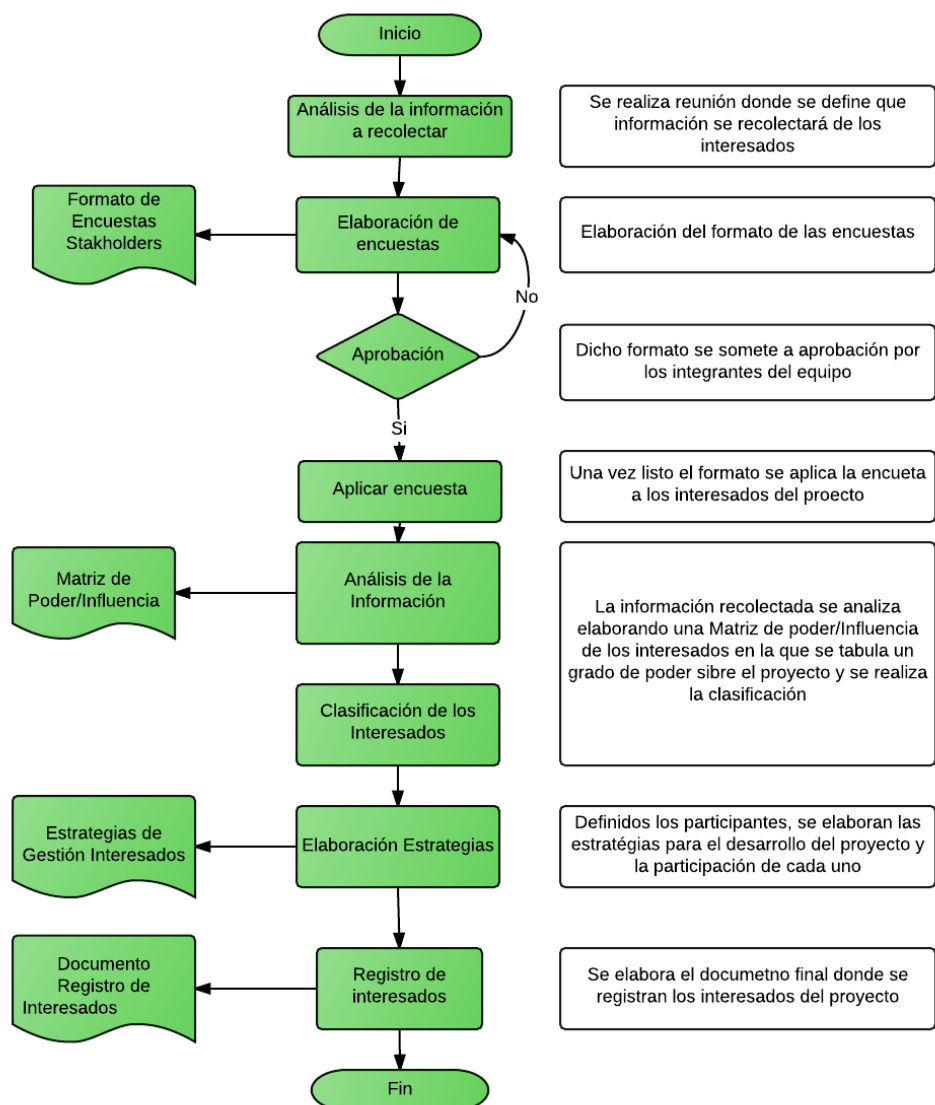 Inicio
Análisis de la información
a recolectar
Se realiza reunión donde se define que
información se recolectará de los
interesados
Formato de
Encuestas
Stakholders
Elaboración de
encuestas
Elaboración del formato de las encuestas
No
Aprobación
Dicho formato se somete a aprobación por
los integrantes del equipo
Si
Aplicar encuesta
Una vez listo el formato se aplica la encueta
a los interesados del proecto
Matriz de
Poder/Influencia
Análisis de la
Información
La información recolectada se analiza
elaborando una Matriz de poder/Influencia
de los interesados en la que se tabula un
grado de poder sibre el proyecto y se realiza
la clasificación
Clasificación de los
Interesados
Estrategias de
Gestión Interesados
Elaboración Estrategias
Definidos los participantes, se elaboran las
estratégias para el desarrollo del proyecto y
la participación de cada uno
Documento
Registro de
Interesados
Registro de
interesados
Se elabora el documetno final donde se
registran los interesados del proyecto
Fin